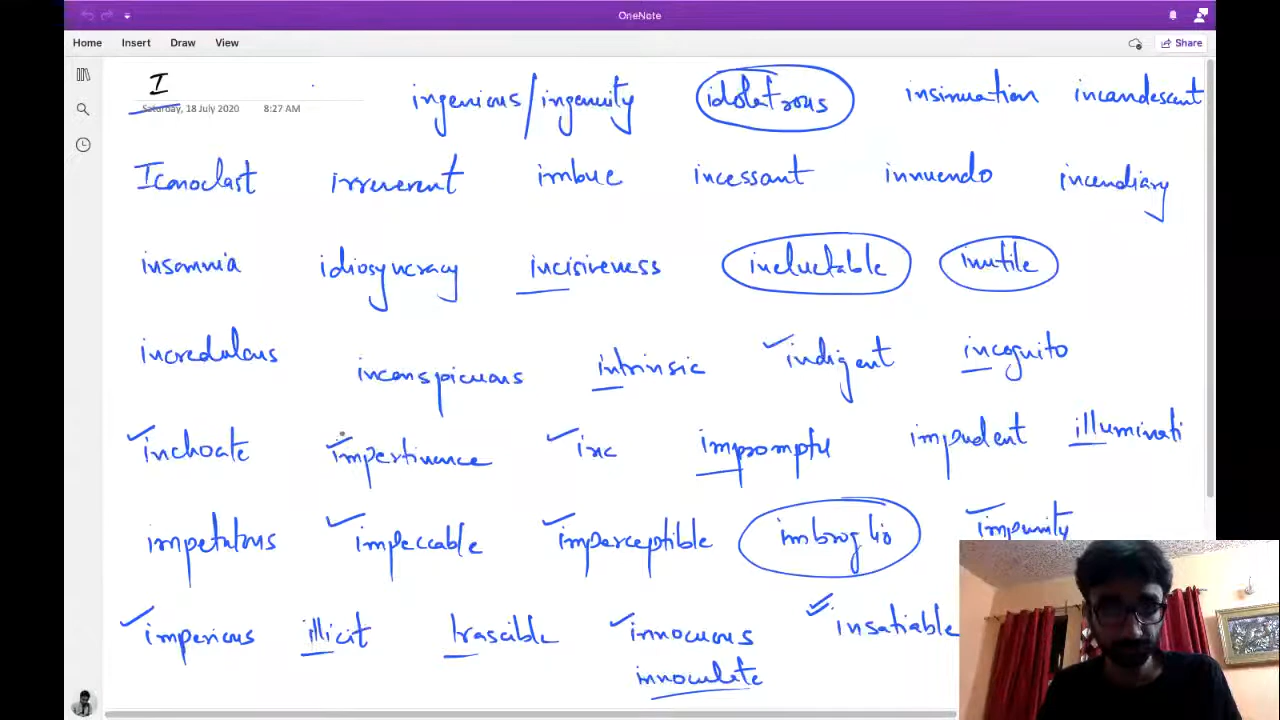 OneNote
Home Insert Draw View Share
I
Saturday, 18 July 2020 8:27 AM
ingenious/ingenuity idolatrous insinuation incandescent
Iconoclast irreverent imbue incessant innuendo incendiary
insomnia idiosyncracy incisiveness ineluctable inutile
incredulous inconspicuous intrinsic indigent incognito
inchoate impertinence impromptu impudent illuminati
impetuous impeccable imperceptible imbroglio impunity
imperious illicit Irascible innocuous insatiable
innoculate